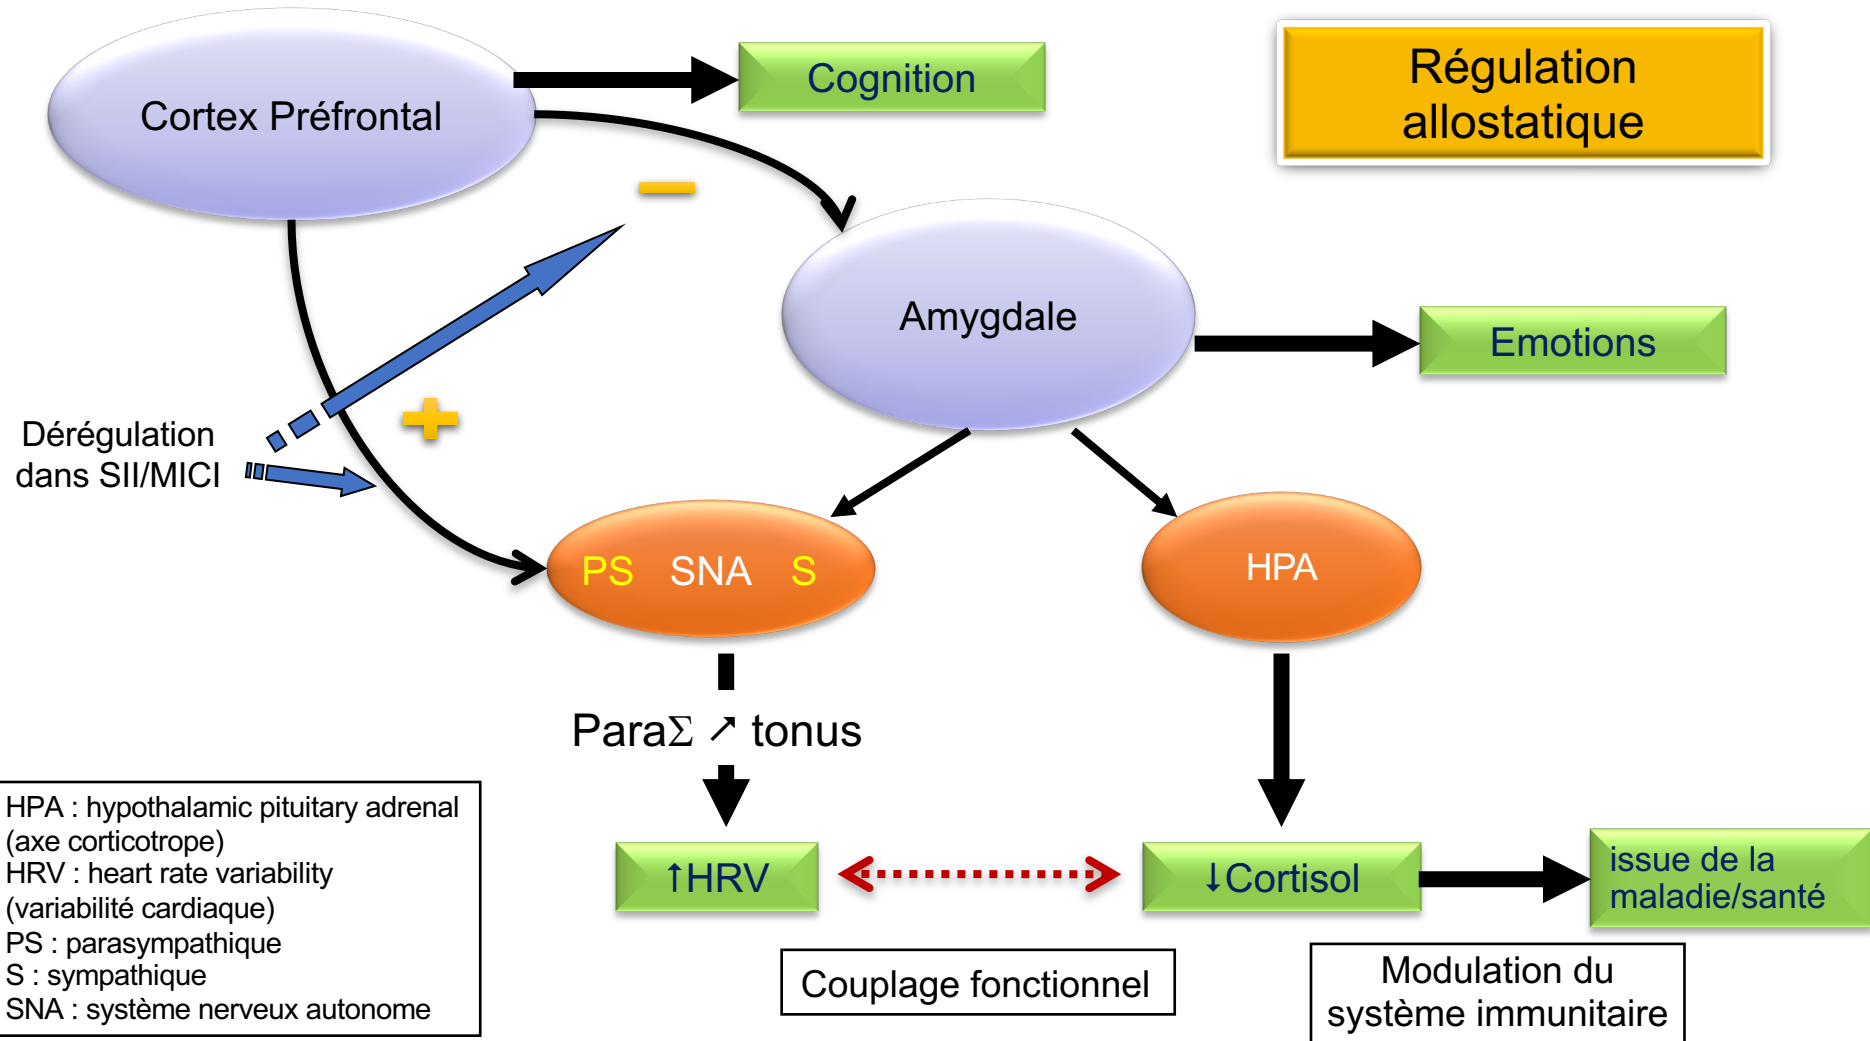 Cortex Préfrontal
Cognition
Régulation
allostatique
−
Amygdale
Emotions
+
Dérégulation
dans SII/MICI
PS SNA S
HPA
ParaΣ ↗ tonus
HPA : hypothalamic pituitary adrenal
(axe corticotrope)
HRV : heart rate variability
(variabilité cardiaque)
PS : parasympathique
S : sympathique
SNA : système nerveux autonome
↑HRV
↓Cortisol
issue de la
maladie/santé
Couplage fonctionnel
Modulation du
système immunitaire